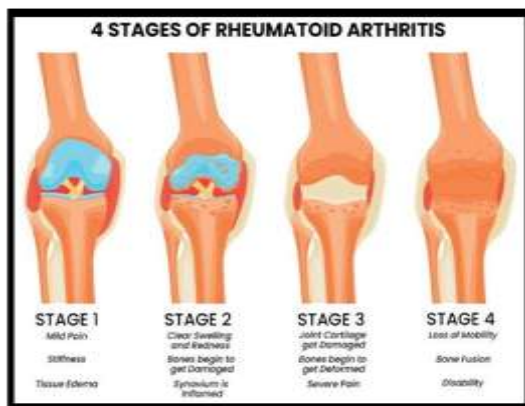 4 STAGES OF RHEUMATOID ARTHRITIS
STAGE 1
Mild Pain
Stiffness
Tissue Edema
STAGE 2
Clear Swelling
and Redness
Bones begin to
get Damaged
Synovium is
Inflamed
STAGE 3
Joint Cartilage
get Damaged
Bones begin to
get Deformed
Severe Pain
STAGE 4
Loss of Mobility
Bone Fusion
Disability